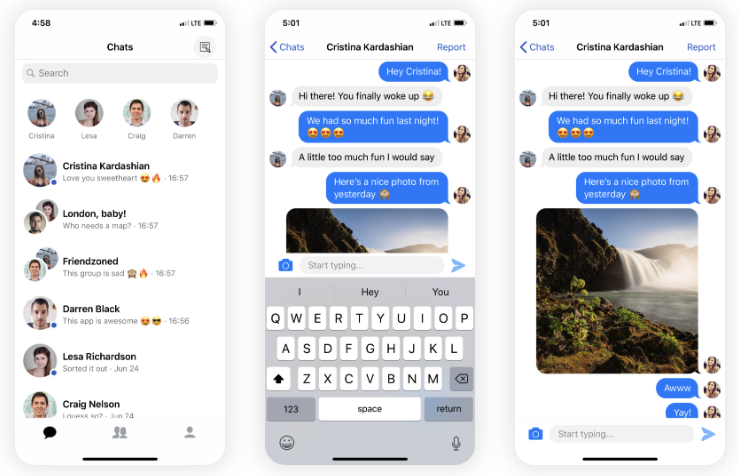 4:58
LTE
Chats
Search
Cristina
Lesa
Craig
Darren
Cristina Kardashian
Love you sweetheart 😍🔥 · 16:57
London, baby!
Who needs a map? · 16:57
Friendzoned
This group is sad 🙈🔥 · 16:57
Darren Black
This app is awesome 😍😎 · 16:56
Lesa Richardson
Sorted it out · Jun 24
Craig Nelson
I guess so? · Jun 24
5:01
LTE
Chats
Cristina Kardashian
Report
Hey Cristina!
Hi there! You finally woke up 😂
We had so much fun last night!
😍😍😍
A little too much fun I would say
Here's a nice photo from
yesterday 🙈
Start typing...
I
Hey
You
Q W E R T Y U I O P
A S D F G H J K L
Z X C V B N M
123
space
return
5:01
LTE
Chats
Cristina Kardashian
Report
Hey Cristina!
Hi there! You finally woke up 😂
We had so much fun last night!
😍😍😍
A little too much fun I would say
Here's a nice photo from
yesterday 🙈
Awww
Yay!
Start typing...